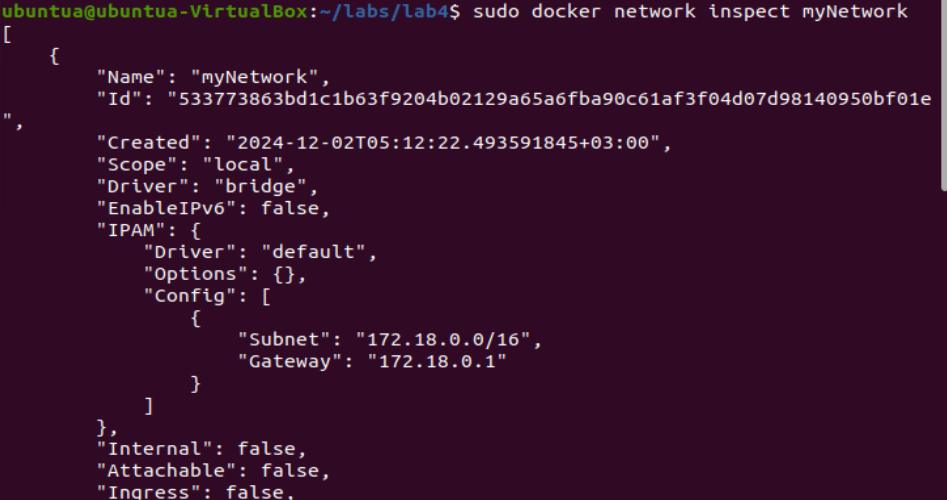 ubuntua@ubuntua-VirtualBox:~/labs/lab4$ sudo docker network inspect myNetwork
[
    {
        "Name": "myNetwork",
        "Id": "533773863bd1c1b63f9204b02129a65a6fba90c61af3f04d07d98140950bf01e
",
        "Created": "2024-12-02T05:12:22.493591845+03:00",
        "Scope": "local",
        "Driver": "bridge",
        "EnableIPv6": false,
        "IPAM": {
            "Driver": "default",
            "Options": {},
            "Config": [
                {
                    "Subnet": "172.18.0.0/16",
                    "Gateway": "172.18.0.1"
                }
            ]
        },
        "Internal": false,
        "Attachable": false,
        "Ingress": false,